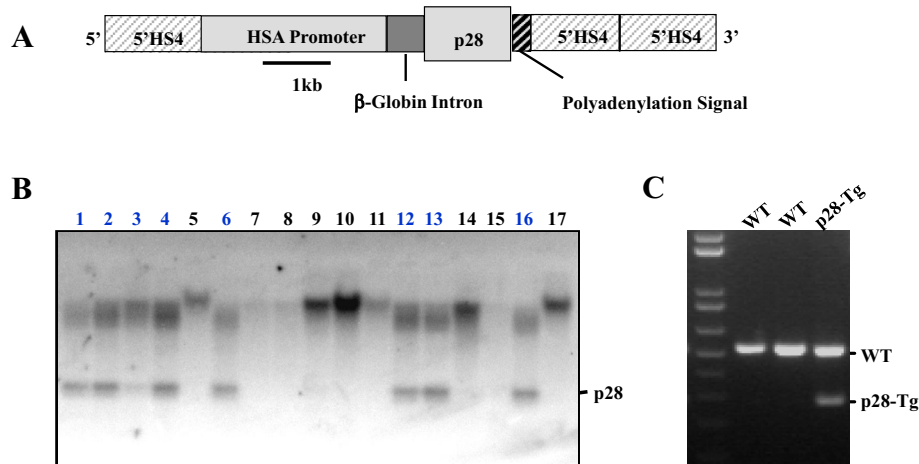 A
5' 5'HS4 HSA Promoter p28 5'HS4 5'HS4 3'
1kb
β-Globin Intron Polyadenylation Signal
B
1 2 3 4 5 6 7 8 9 10 11 12 13 14 15 16 17
p28
C
WT WT p28-Tg
WT
p28-Tg